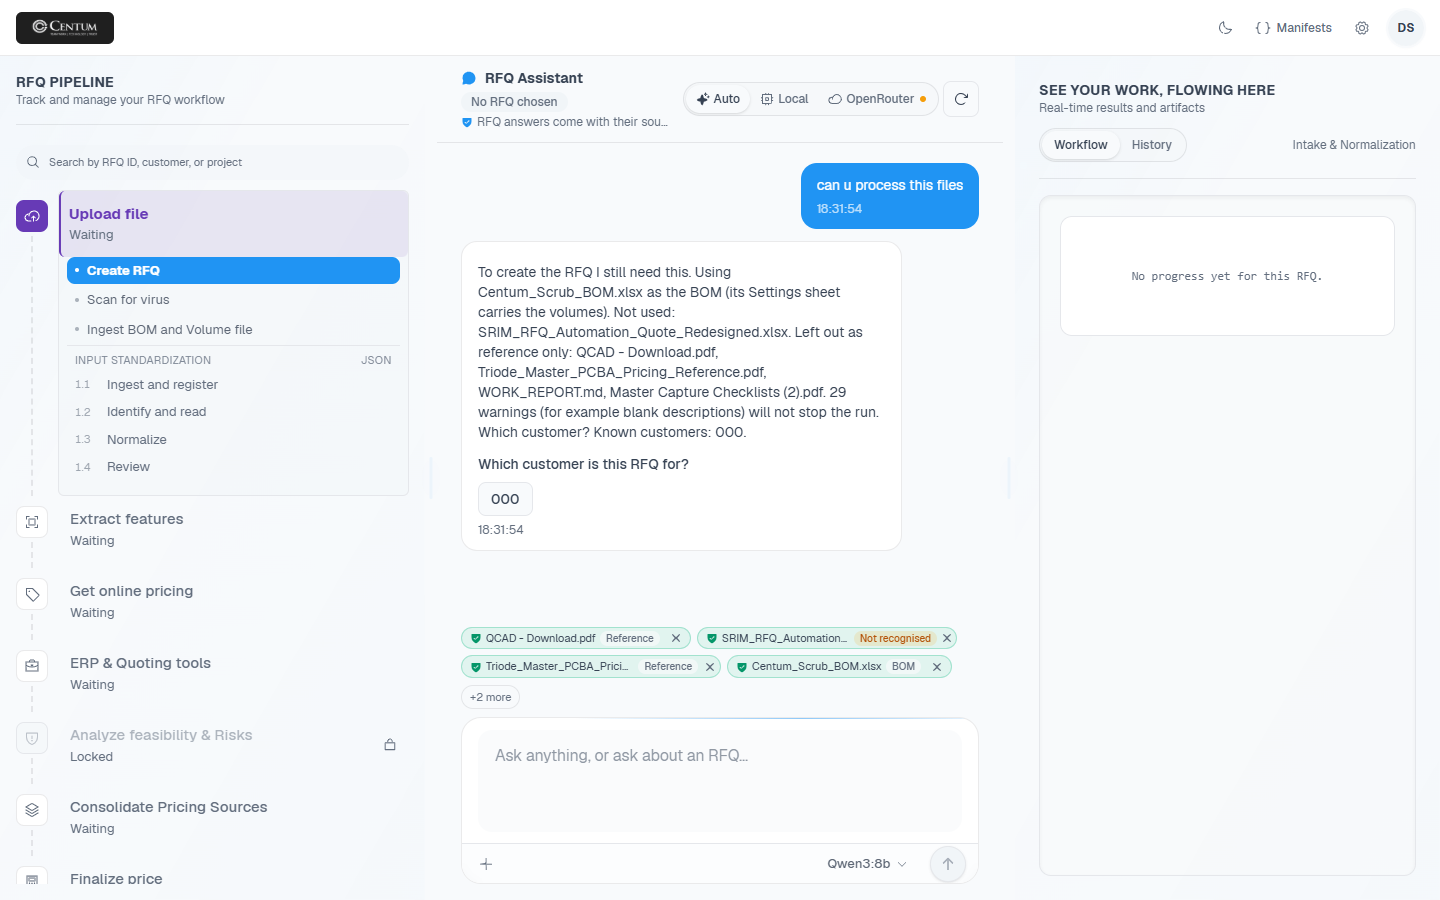 CENTUM
Manifests
DS
RFQ PIPELINE
Track and manage your RFQ workflow
Search by RFQ ID, customer, or project
Upload file
Waiting
Create RFQ
Scan for virus
Ingest BOM and Volume file
INPUT STANDARDIZATION JSON
1.1 Ingest and register
1.2 Identify and read
1.3 Normalize
1.4 Review
Extract features
Waiting
Get online pricing
Waiting
ERP & Quoting tools
Waiting
Analyze feasibility & Risks
Locked
Consolidate Pricing Sources
Waiting
Finalize price
RFQ Assistant
No RFQ chosen
RFQ answers come with their sou...
Auto Local OpenRouter
can u process this files
18:31:54
To create the RFQ I still need this. Using
Centum_Scrub_BOM.xlsx as the BOM (its Settings sheet
carries the volumes). Not used:
SRIM_RFQ_Automation_Quote_Redesigned.xlsx. Left out as
reference only: QCAD - Download.pdf,
Triode_Master_PCBA_Pricing_Reference.pdf,
WORK_REPORT.md, Master Capture Checklists (2).pdf. 29
warnings (for example blank descriptions) will not stop the run.
Which customer? Known customers: 000.
Which customer is this RFQ for?
000
18:31:54
QCAD - Download.pdf Reference
SRIM_RFQ_Automation... Not recognised
Triode_Master_PCBA_Prici... Reference
Centum_Scrub_BOM.xlsx BOM
+2 more
Ask anything, or ask about an RFQ...
Qwen3:8b
SEE YOUR WORK, FLOWING HERE
Real-time results and artifacts
Workflow History
Intake & Normalization
No progress yet for this RFQ.